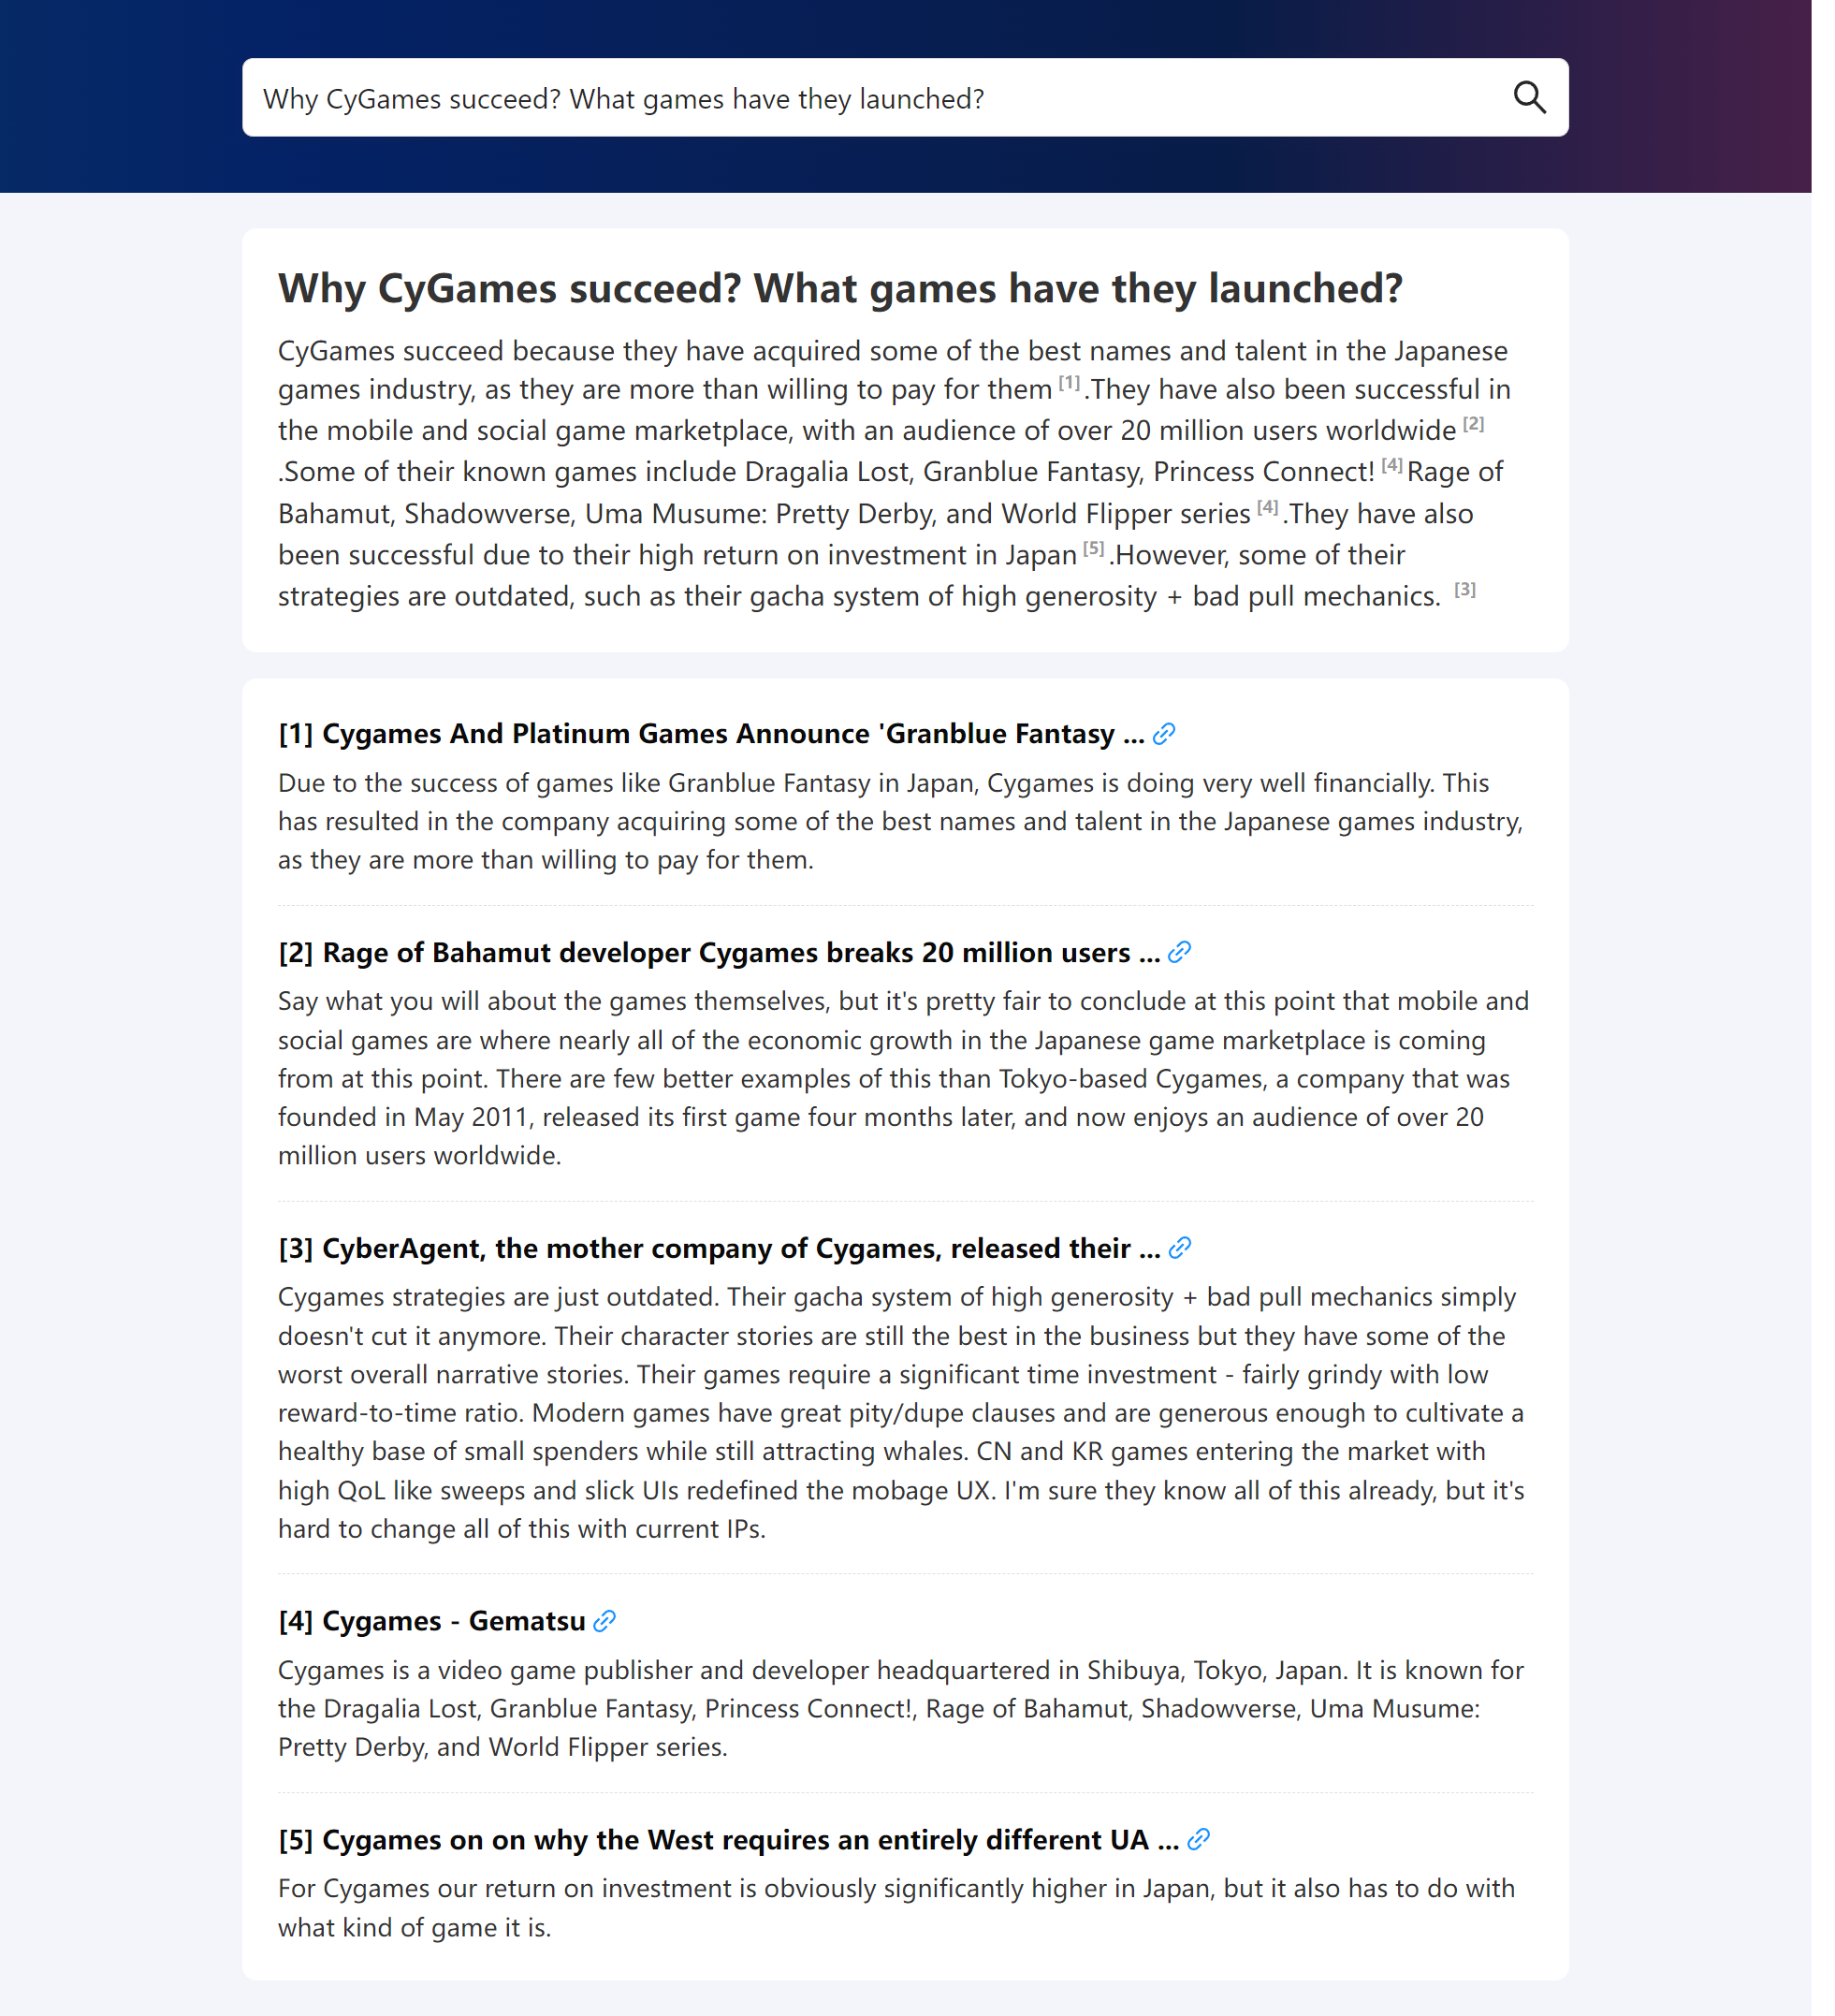 Why CyGames succeed? What games have they launched?
Why CyGames succeed? What games have they launched?
CyGames succeed because they have acquired some of the best names and talent in the Japanese
games industry, as they are more than willing to pay for them [1] .They have also been successful in
the mobile and social game marketplace, with an audience of over 20 million users worldwide [2]
.Some of their known games include Dragalia Lost, Granblue Fantasy, Princess Connect! [4] Rage of
Bahamut, Shadowverse, Uma Musume: Pretty Derby, and World Flipper series [4] .They have also
been successful due to their high return on investment in Japan [5] .However, some of their
strategies are outdated, such as their gacha system of high generosity + bad pull mechanics. [3]
[1] Cygames And Platinum Games Announce 'Granblue Fantasy ...
Due to the success of games like Granblue Fantasy in Japan, Cygames is doing very well financially. This
has resulted in the company acquiring some of the best names and talent in the Japanese games industry,
as they are more than willing to pay for them.
[2] Rage of Bahamut developer Cygames breaks 20 million users ...
Say what you will about the games themselves, but it's pretty fair to conclude at this point that mobile and
social games are where nearly all of the economic growth in the Japanese game marketplace is coming
from at this point. There are few better examples of this than Tokyo-based Cygames, a company that was
founded in May 2011, released its first game four months later, and now enjoys an audience of over 20
million users worldwide.
[3] CyberAgent, the mother company of Cygames, released their ...
Cygames strategies are just outdated. Their gacha system of high generosity + bad pull mechanics simply
doesn't cut it anymore. Their character stories are still the best in the business but they have some of the
worst overall narrative stories. Their games require a significant time investment - fairly grindy with low
reward-to-time ratio. Modern games have great pity/dupe clauses and are generous enough to cultivate a
healthy base of small spenders while still attracting whales. CN and KR games entering the market with
high QoL like sweeps and slick UIs redefined the mobage UX. I'm sure they know all of this already, but it's
hard to change all of this with current IPs.
[4] Cygames - Gematsu
Cygames is a video game publisher and developer headquartered in Shibuya, Tokyo, Japan. It is known for
the Dragalia Lost, Granblue Fantasy, Princess Connect!, Rage of Bahamut, Shadowverse, Uma Musume:
Pretty Derby, and World Flipper series.
[5] Cygames on on why the West requires an entirely different UA ...
For Cygames our return on investment is obviously significantly higher in Japan, but it also has to do with
what kind of game it is.